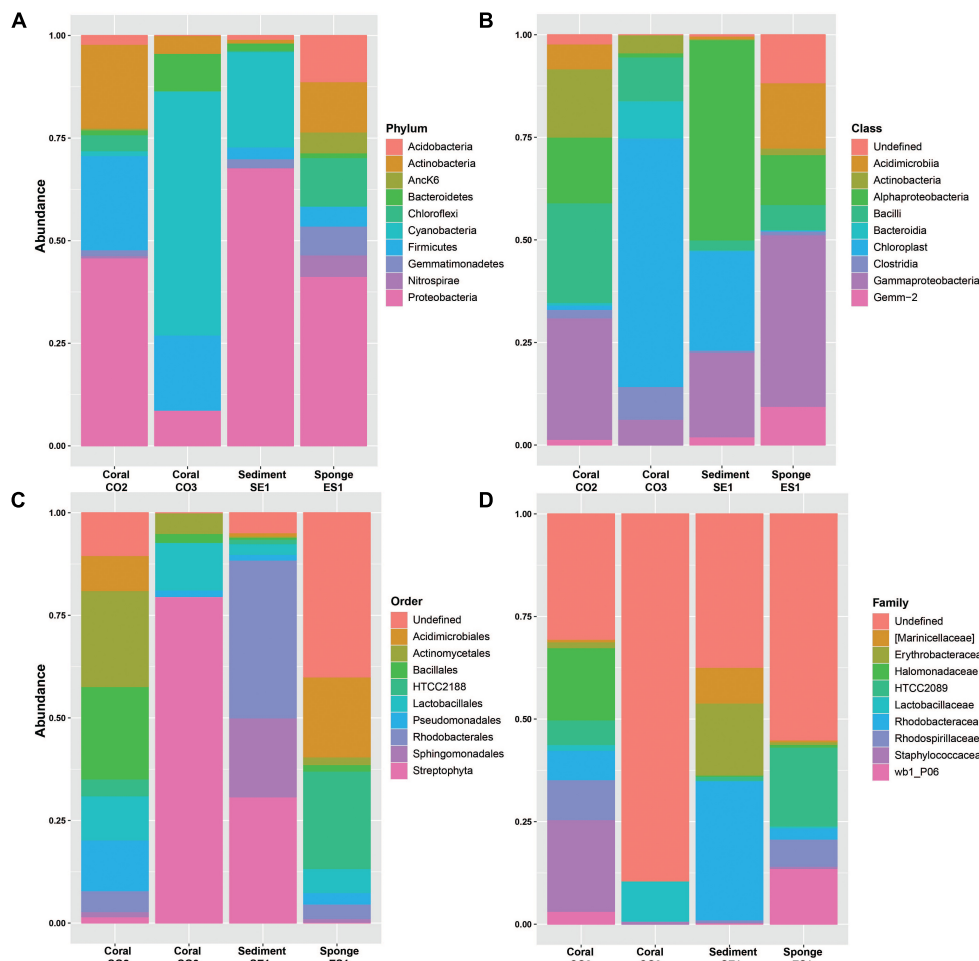 A
1.00
0.75
0.50
0.25
0.00
Abundance
Coral
CO2
Coral
CO3
Sediment
SE1
Sponge
ES1
Phylum
Acidobacteria
Actinobacteria
AncK6
Bacteroidetes
Chloroflexi
Cyanobacteria
Firmicutes
Gemmatimonadetes
Nitrospirae
Proteobacteria
B
1.00
0.75
0.50
0.25
0.00
Coral
CO2
Coral
CO3
Sediment
SE1
Sponge
ES1
Class
Undefined
Acidimicrobiia
Actinobacteria
Alphaproteobacteria
Bacilli
Bacteroidia
Chloroplast
Clostridia
Gammaproteobacteria
Gemm-2
C
1.00
0.75
0.50
0.25
0.00
Abundance
Coral
Coral
Sediment
Sponge
Order
Undefined
Acidimicrobiales
Actinomycetales
Bacillales
HTCC2188
Lactobacillales
Pseudomonadales
Rhodobacterales
Sphingomonadales
Streptophyta
D
1.00
0.75
0.50
0.25
0.00
Coral
Coral
Sediment
Sponge
Family
Undefined
[Marinicellaceae]
Erythrobacteracea
Halomonadaceae
HTCC2089
Lactobacillaceae
Rhodobacteracea
Rhodospirillaceae
Staphylococcacea
wb1_P06